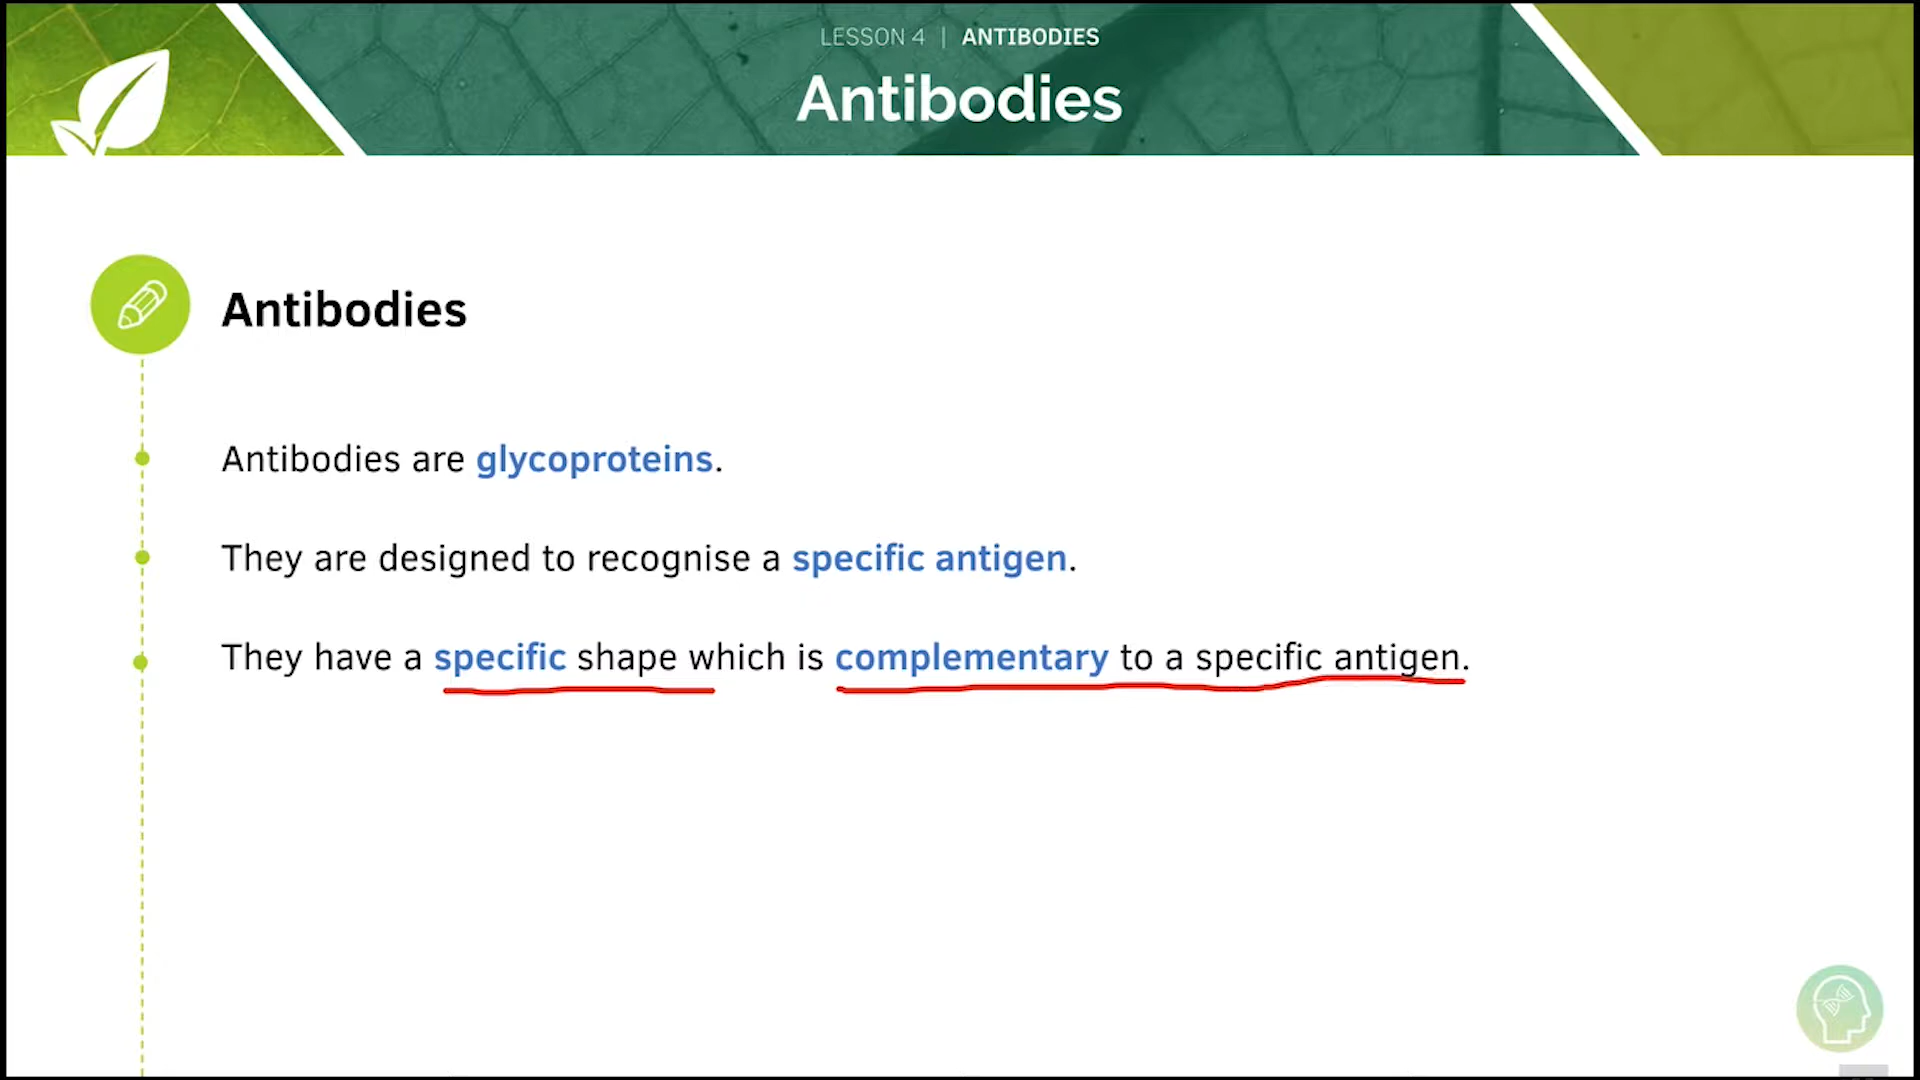 LESSON 4 | ANTIBODIES
Antibodies
Antibodies
Antibodies are glycoproteins.
They are designed to recognise a specific antigen.
They have a specific shape which is complementary to a specific antigen.